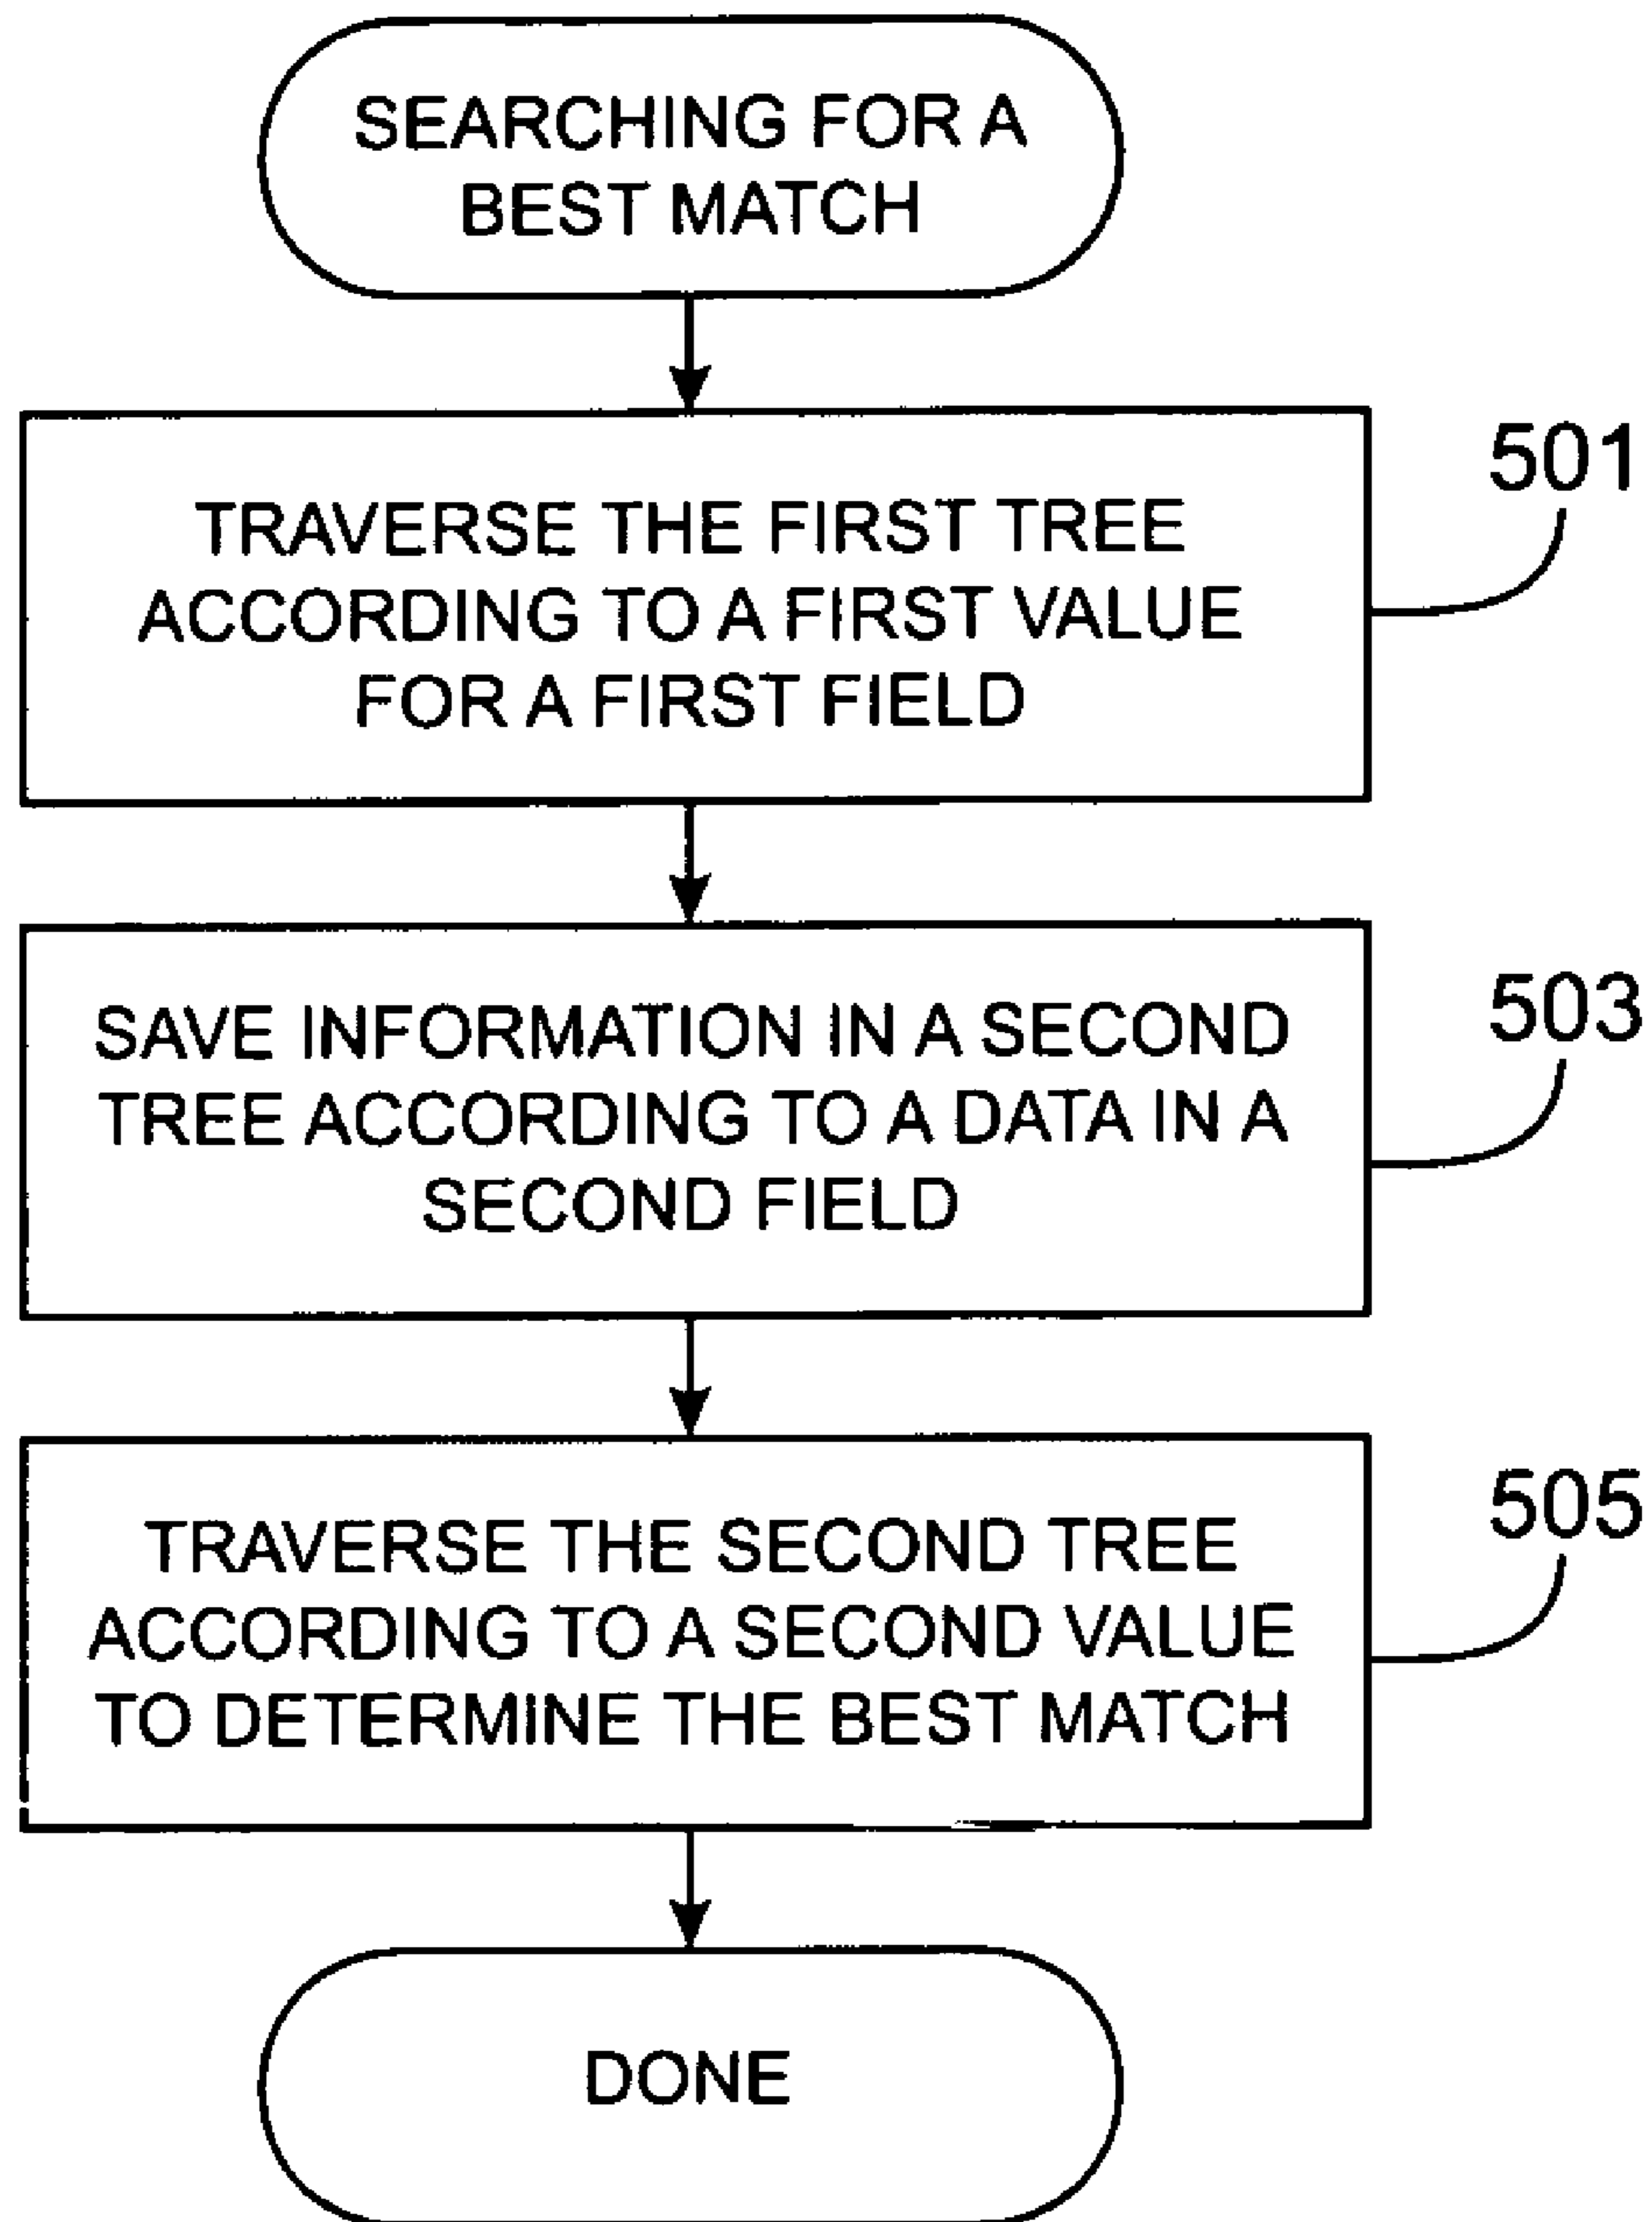 SEARCHING FOR A
BEST MATCH
TRAVERSE THE FIRST TREE
ACCORDING TO A FIRST VALUE
FOR A FIRST FIELD
501
SAVE INFORMATION IN A SECOND
TREE ACCORDING TO A DATA IN A
SECOND FIELD
503
TRAVERSE THE SECOND TREE
ACCORDING TO A SECOND VALUE
TO DETERMINE THE BEST MATCH
505
DONE